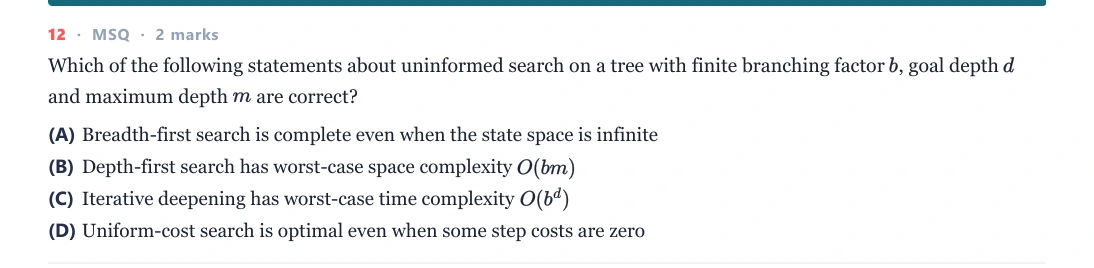 12 · MSQ · 2 marks
Which of the following statements about uninformed search on a tree with finite branching factor b, goal depth d
and maximum depth m are correct?
(A) Breadth-first search is complete even when the state space is infinite
(B) Depth-first search has worst-case space complexity O(bm)
(C) Iterative deepening has worst-case time complexity O(b^d)
(D) Uniform-cost search is optimal even when some step costs are zero